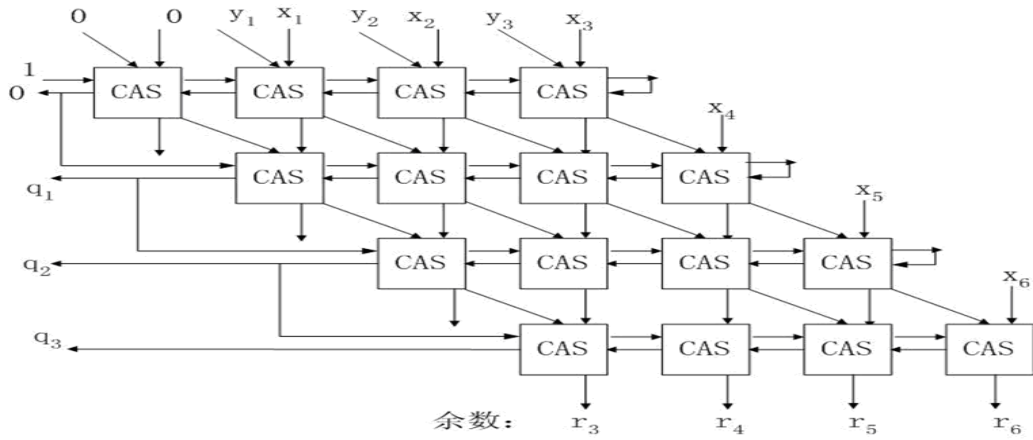 0 0 y₁ x₁ y₂ x₂ y₃ x₃
1
0 CAS CAS CAS CAS
x₄
CAS CAS CAS CAS
q₁
x₅
q₂ CAS CAS CAS CAS
x₆
q₃ CAS CAS CAS CAS
余数: r₃ r₄ r₅ r₆